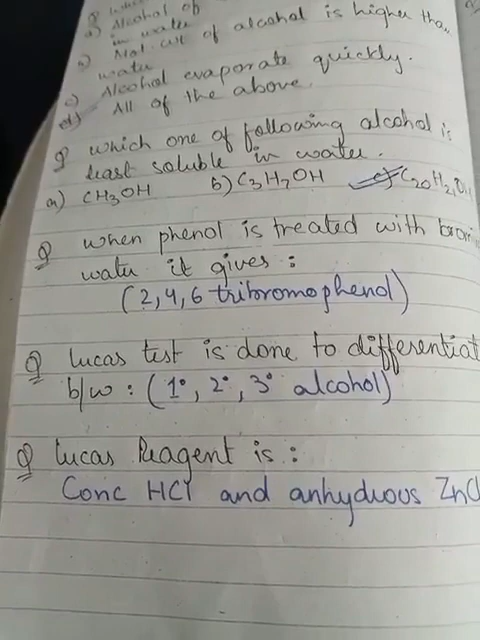 a) Alcohol of
in water
Mol. wt of alcohol is higher than
water
c) Alcohol evaporate quickly.
d) All of the above.
Q which one of following alcohol is
least soluble in water.
a) CH3OH b) C3H7OH
Q when phenol is treated with
water it gives :
(2,4,6 tribromophenol)
Q lucas test is done to differentiat
b/w : (1°, 2°, 3° alcohol)
Q lucas Reagent is :
Conc HCl and anhydrous ZnCl